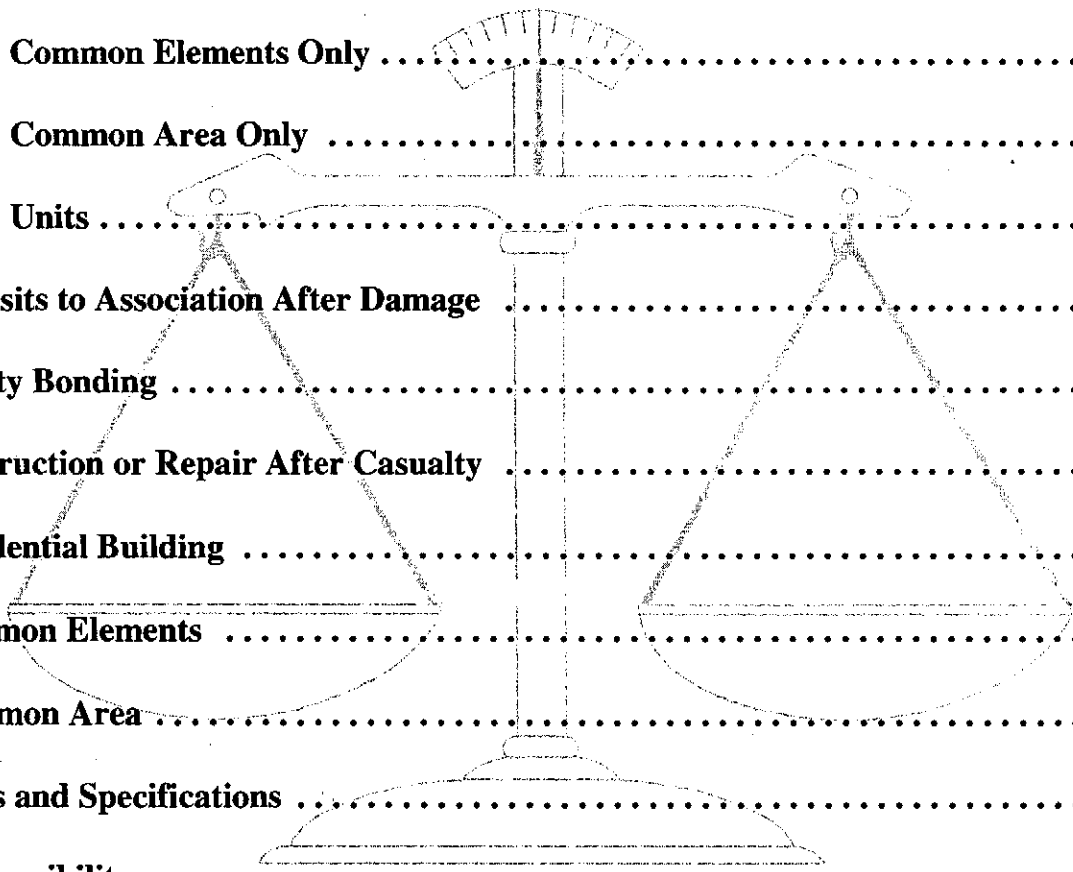 Common Elements Only . . . . . . . . . . . . . . . . . . . . . . . . . . . . . . . . . . . . . . . . . . . . . .
Common Area Only . . . . . . . . . . . . . . . . . . . . . . . . . . . . . . . . . . . . . . . . . . . . . . . . .
Units . . . . . . . . . . . . . . . . . . . . . . . . . . . . . . . . . . . . . . . . . . . . . . . . . . . . . . . . . . . . . . .
sits to Association After Damage . . . . . . . . . . . . . . . . . . . . . . . . . . . . . . . . . . . . . .
ty Bonding . . . . . . . . . . . . . . . . . . . . . . . . . . . . . . . . . . . . . . . . . . . . . . . . . . . . . . . . . .
ruction or Repair After Casualty . . . . . . . . . . . . . . . . . . . . . . . . . . . . . . . . . . . . . .
dential Building . . . . . . . . . . . . . . . . . . . . . . . . . . . . . . . . . . . . . . . . . . . . . . . . . . . . .
mon Elements . . . . . . . . . . . . . . . . . . . . . . . . . . . . . . . . . . . . . . . . . . . . . . . . . . . . . .
mon Area . . . . . . . . . . . . . . . . . . . . . . . . . . . . . . . . . . . . . . . . . . . . . . . . . . . . . . . . . . .
s and Specifications . . . . . . . . . . . . . . . . . . . . . . . . . . . . . . . . . . . . . . . . . . . . . . . . .